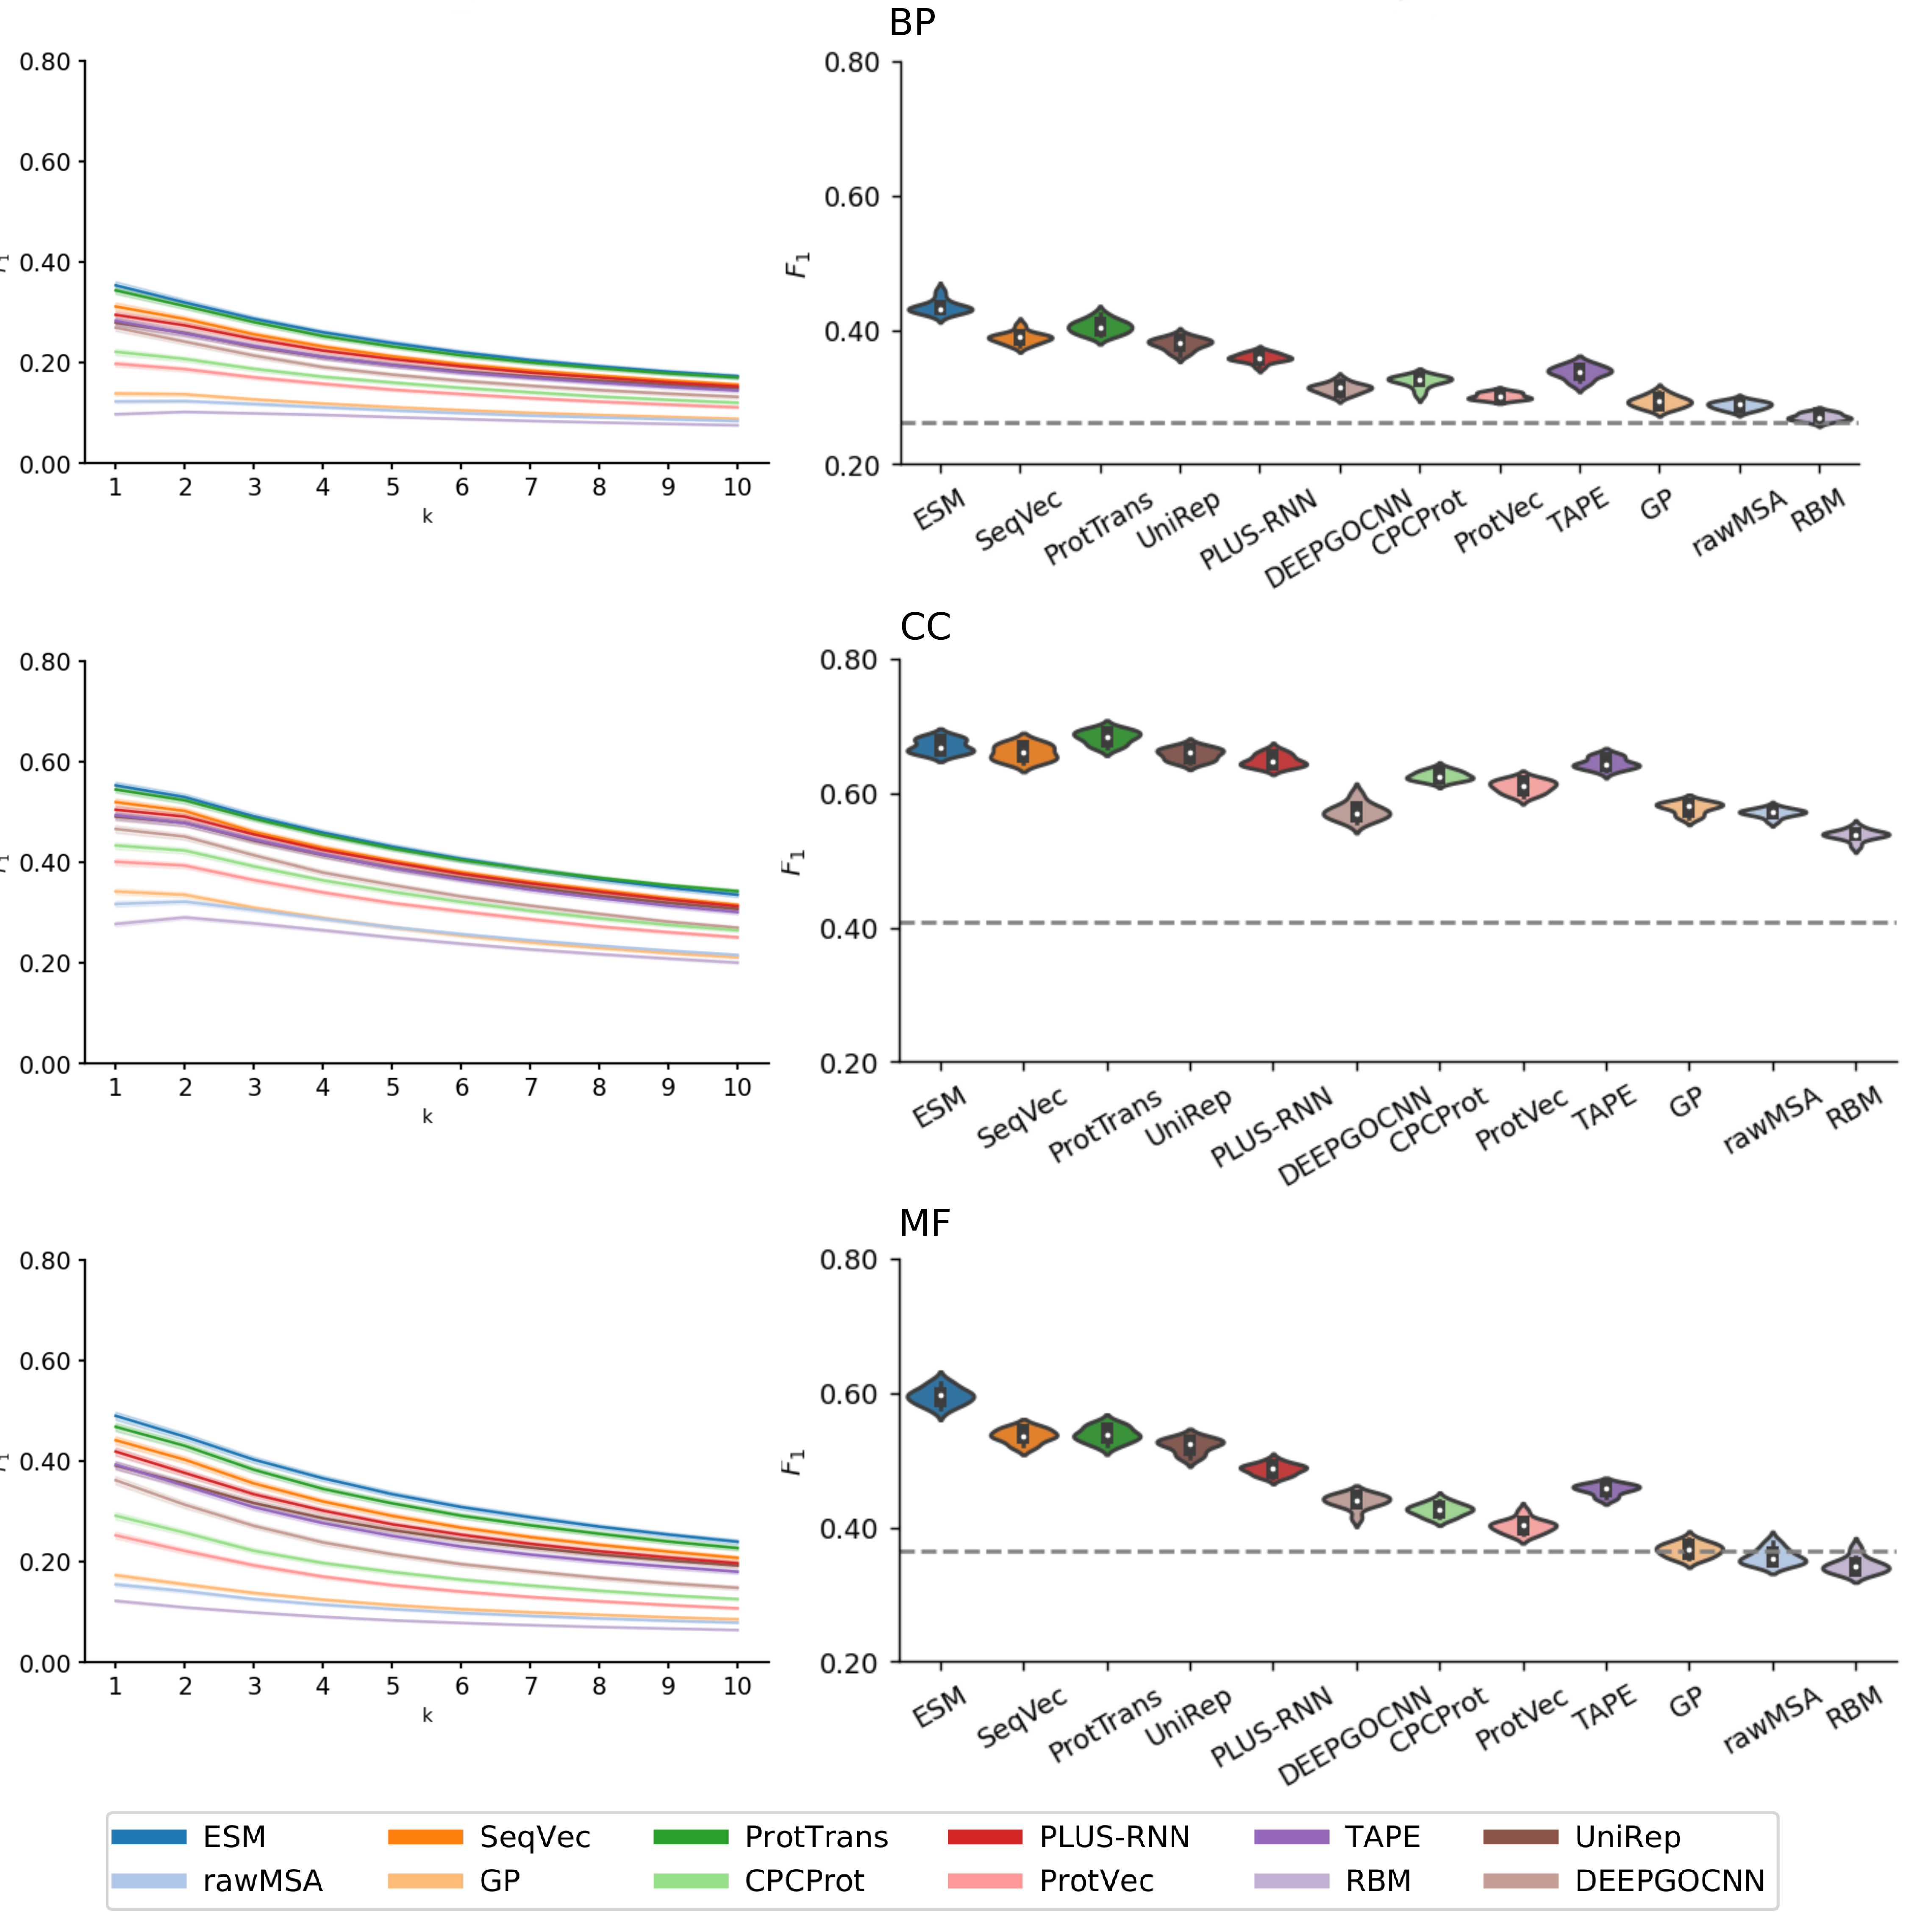 BP
0.80
0.60
0.40
0.20
0.00
1 2 3 4 5 6 7 8 9 10
k
F1
0.80
0.60
0.40
0.20
ESM SeqVec ProtTrans UniRep PLUS-RNN DEEPGOCNN CPCProt ProtVec TAPE GP rawMSA RBM
CC
0.80
0.60
0.40
0.20
0.00
1 2 3 4 5 6 7 8 9 10
k
F1
0.80
0.60
0.40
0.20
ESM SeqVec ProtTrans UniRep PLUS-RNN DEEPGOCNN CPCProt ProtVec TAPE GP rawMSA RBM
MF
0.80
0.60
0.40
0.20
0.00
1 2 3 4 5 6 7 8 9 10
k
F1
0.80
0.60
0.40
0.20
ESM SeqVec ProtTrans UniRep PLUS-RNN DEEPGOCNN CPCProt ProtVec TAPE GP rawMSA RBM
ESM SeqVec ProtTrans PLUS-RNN TAPE UniRep
rawMSA GP CPCProt ProtVec RBM DEEPGOCNN